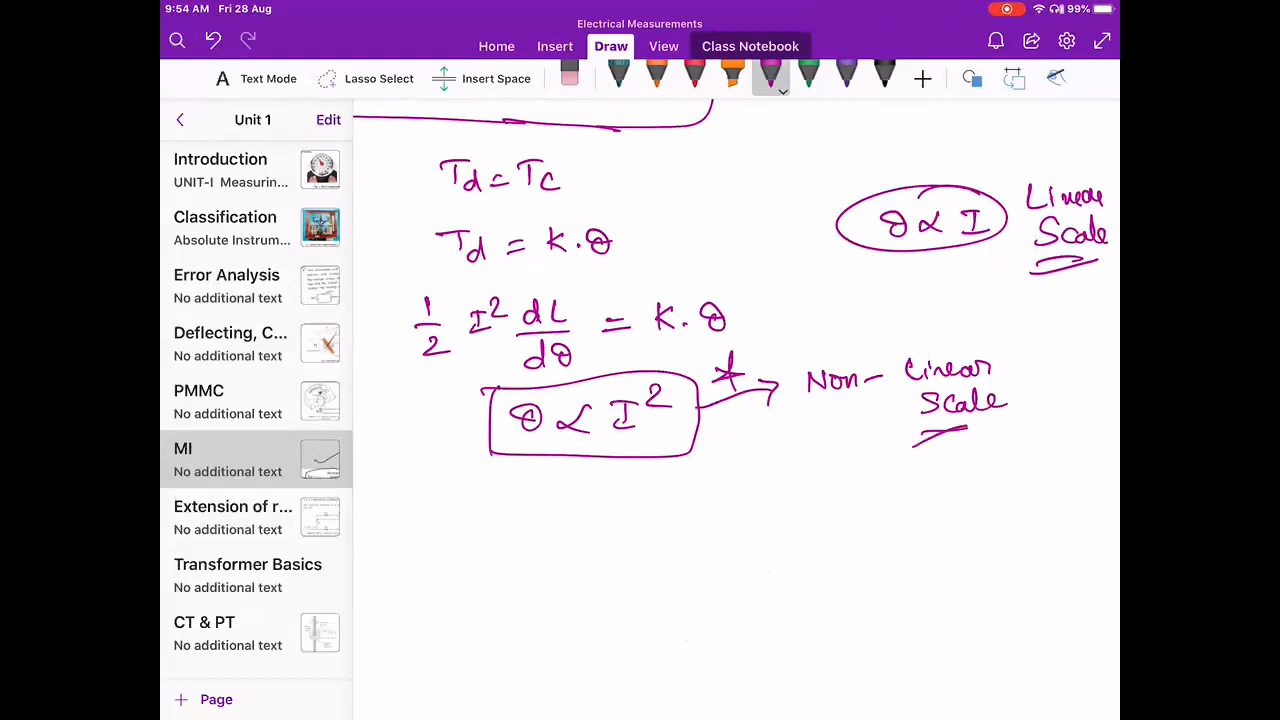 9:54 AM Fri 28 Aug
99%
Electrical Measurements
Home Insert Draw View Class Notebook
Text Mode Lasso Select Insert Space
Unit 1 Edit
Introduction
UNIT-I Measurin...
Classification
Absolute Instrum...
Error Analysis
No additional text
Deflecting, C...
No additional text
PMMC
No additional text
MI
No additional text
Extension of r...
No additional text
Transformer Basics
No additional text
CT & PT
No additional text
+ Page
Td = Tc
Td = K.θ
1/2 I² dL/dθ = K.θ
θ ∝ I²
Non- Linear
Scale
θ ∝ I
Linear
Scale